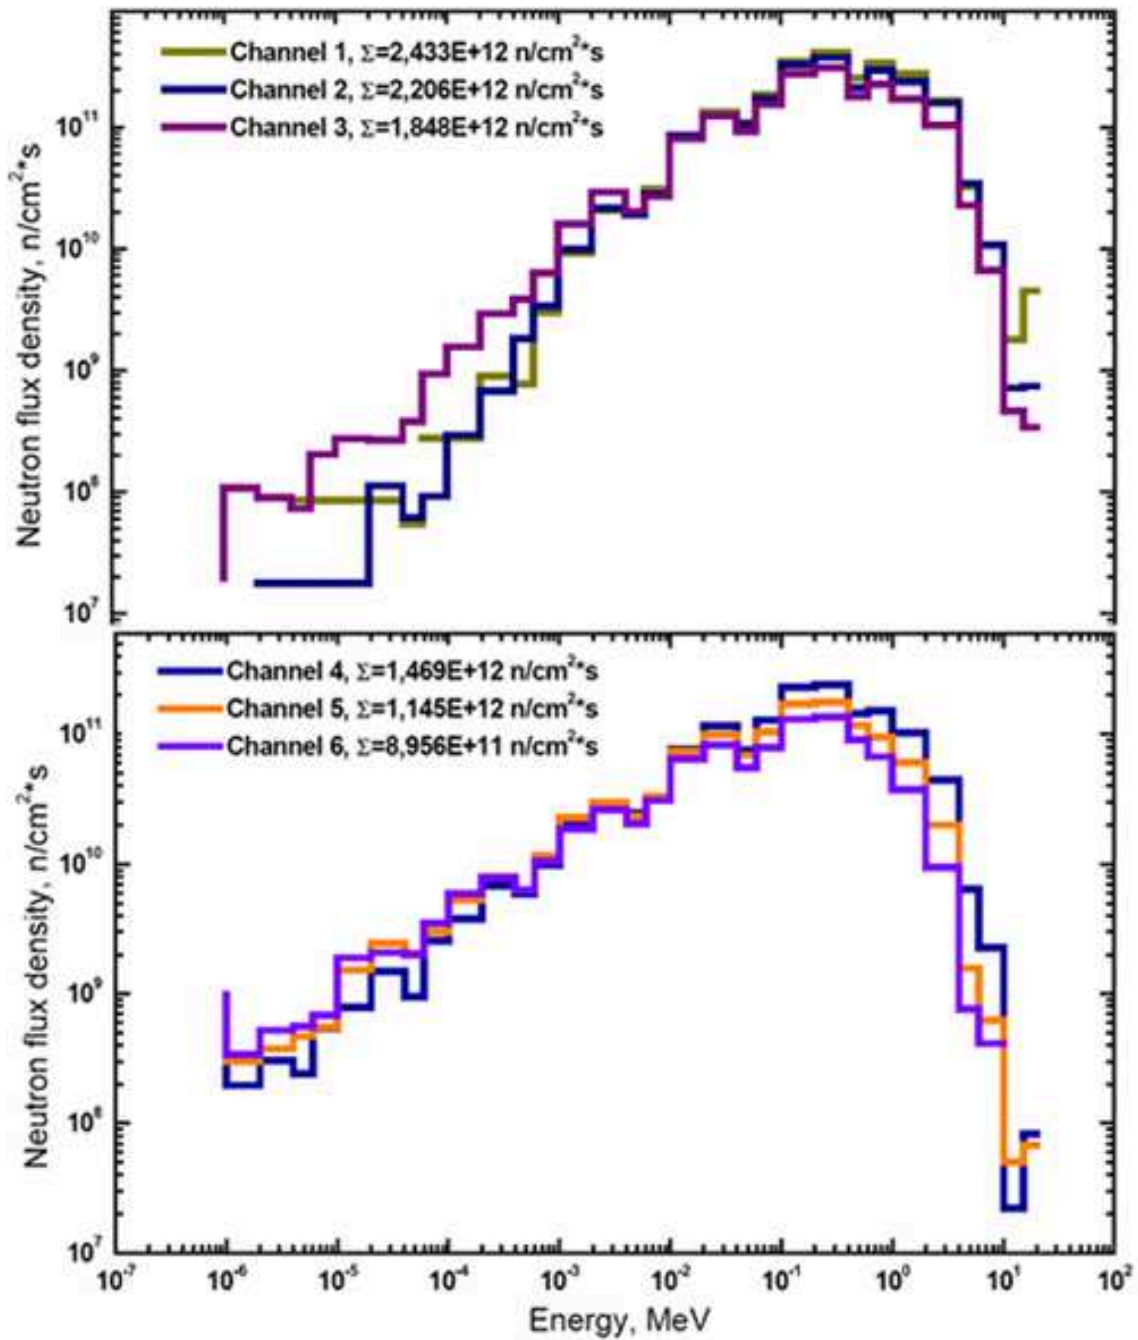 Channel 1, Σ=2,433E+12 n/cm²*s
Channel 2, Σ=2,206E+12 n/cm²*s
Channel 3, Σ=1,848E+12 n/cm²*s
Neutron flux density, n/cm²*s
10¹¹
10¹⁰
10⁹
10⁸
10⁷
Channel 4, Σ=1,469E+12 n/cm²*s
Channel 5, Σ=1,145E+12 n/cm²*s
Channel 6, Σ=8,956E+11 n/cm²*s
Neutron flux density, n/cm²*s
10¹¹
10¹⁰
10⁹
10⁸
10⁷
10⁻⁷ 10⁻⁶ 10⁻⁵ 10⁻⁴ 10⁻³ 10⁻² 10⁻¹ 10⁰ 10¹ 10²
Energy, MeV